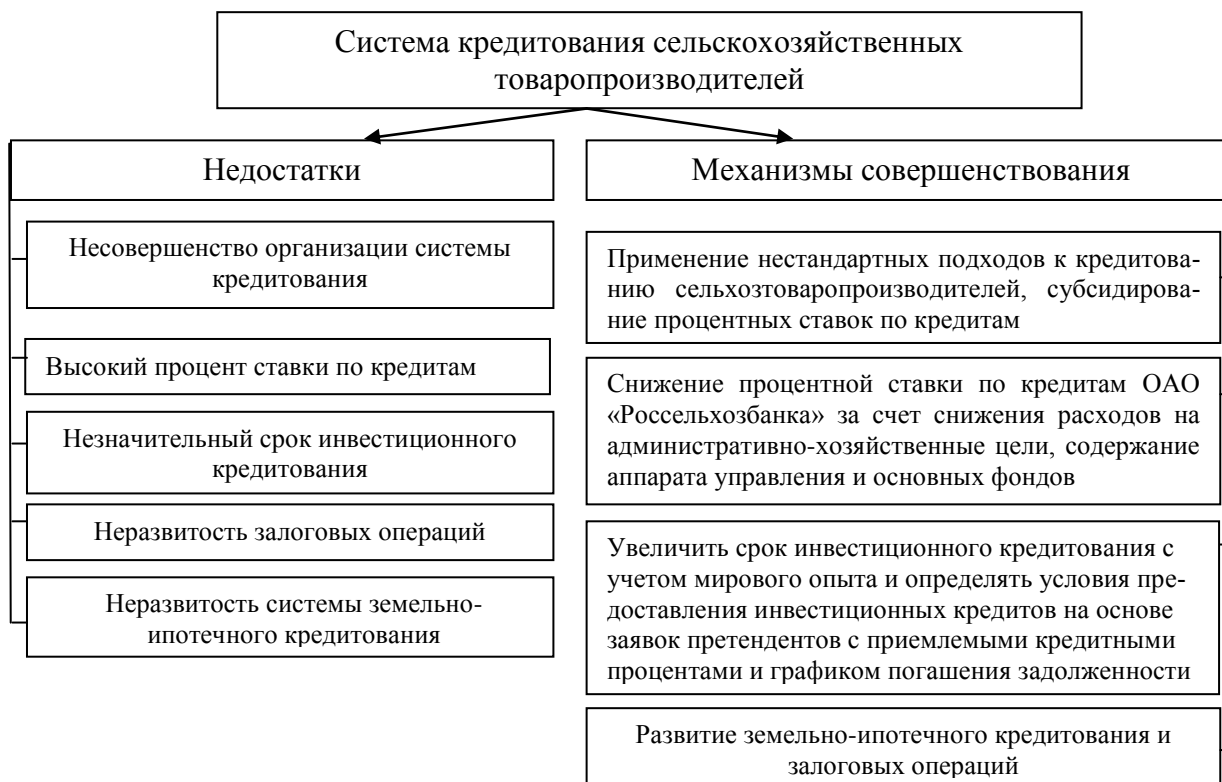 Система кредитования сельскохозяйственных
товаропроизводителей
Недостатки
Несовершенство организации системы
кредитования
Высокий процент ставки по кредитам
Незначительный срок инвестиционного
кредитования
Неразвитость залоговых операций
Неразвитость системы земельно-
ипотечного кредитования
Механизмы совершенствования
Применение нестандартных подходов к кредитова-
нию сельхозтоваропроизводителей, субсидирова-
ние процентных ставок по кредитам
Снижение процентной ставки по кредитам ОАО
«Россельхозбанка» за счет снижения расходов на
административно-хозяйственные цели, содержание
аппарата управления и основных фондов
Увеличить срок инвестиционного кредитования с
учетом мирового опыта и определять условия пре-
доставления инвестиционных кредитов на основе
заявок претендентов с приемлемыми кредитными
процентами и графиком погашения задолженности
Развитие земельно-ипотечного кредитования и
залоговых операций